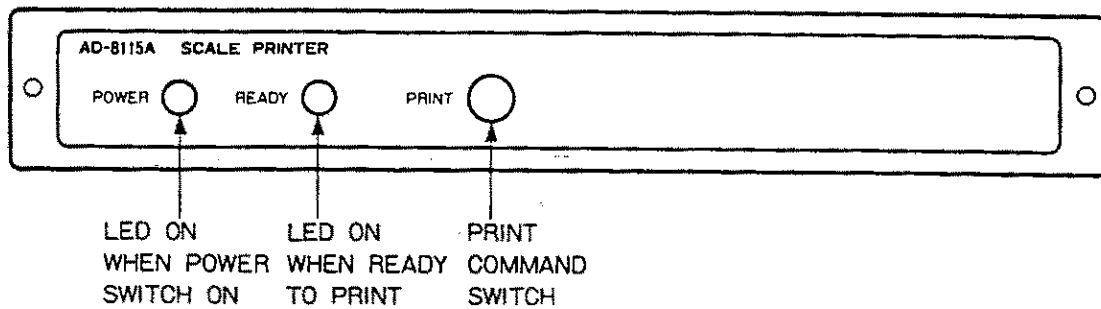 AD-8115A SCALE PRINTER
POWER READY PRINT
LED ON
WHEN POWER
SWITCH ON
LED ON
WHEN READY
TO PRINT
PRINT
COMMAND
SWITCH